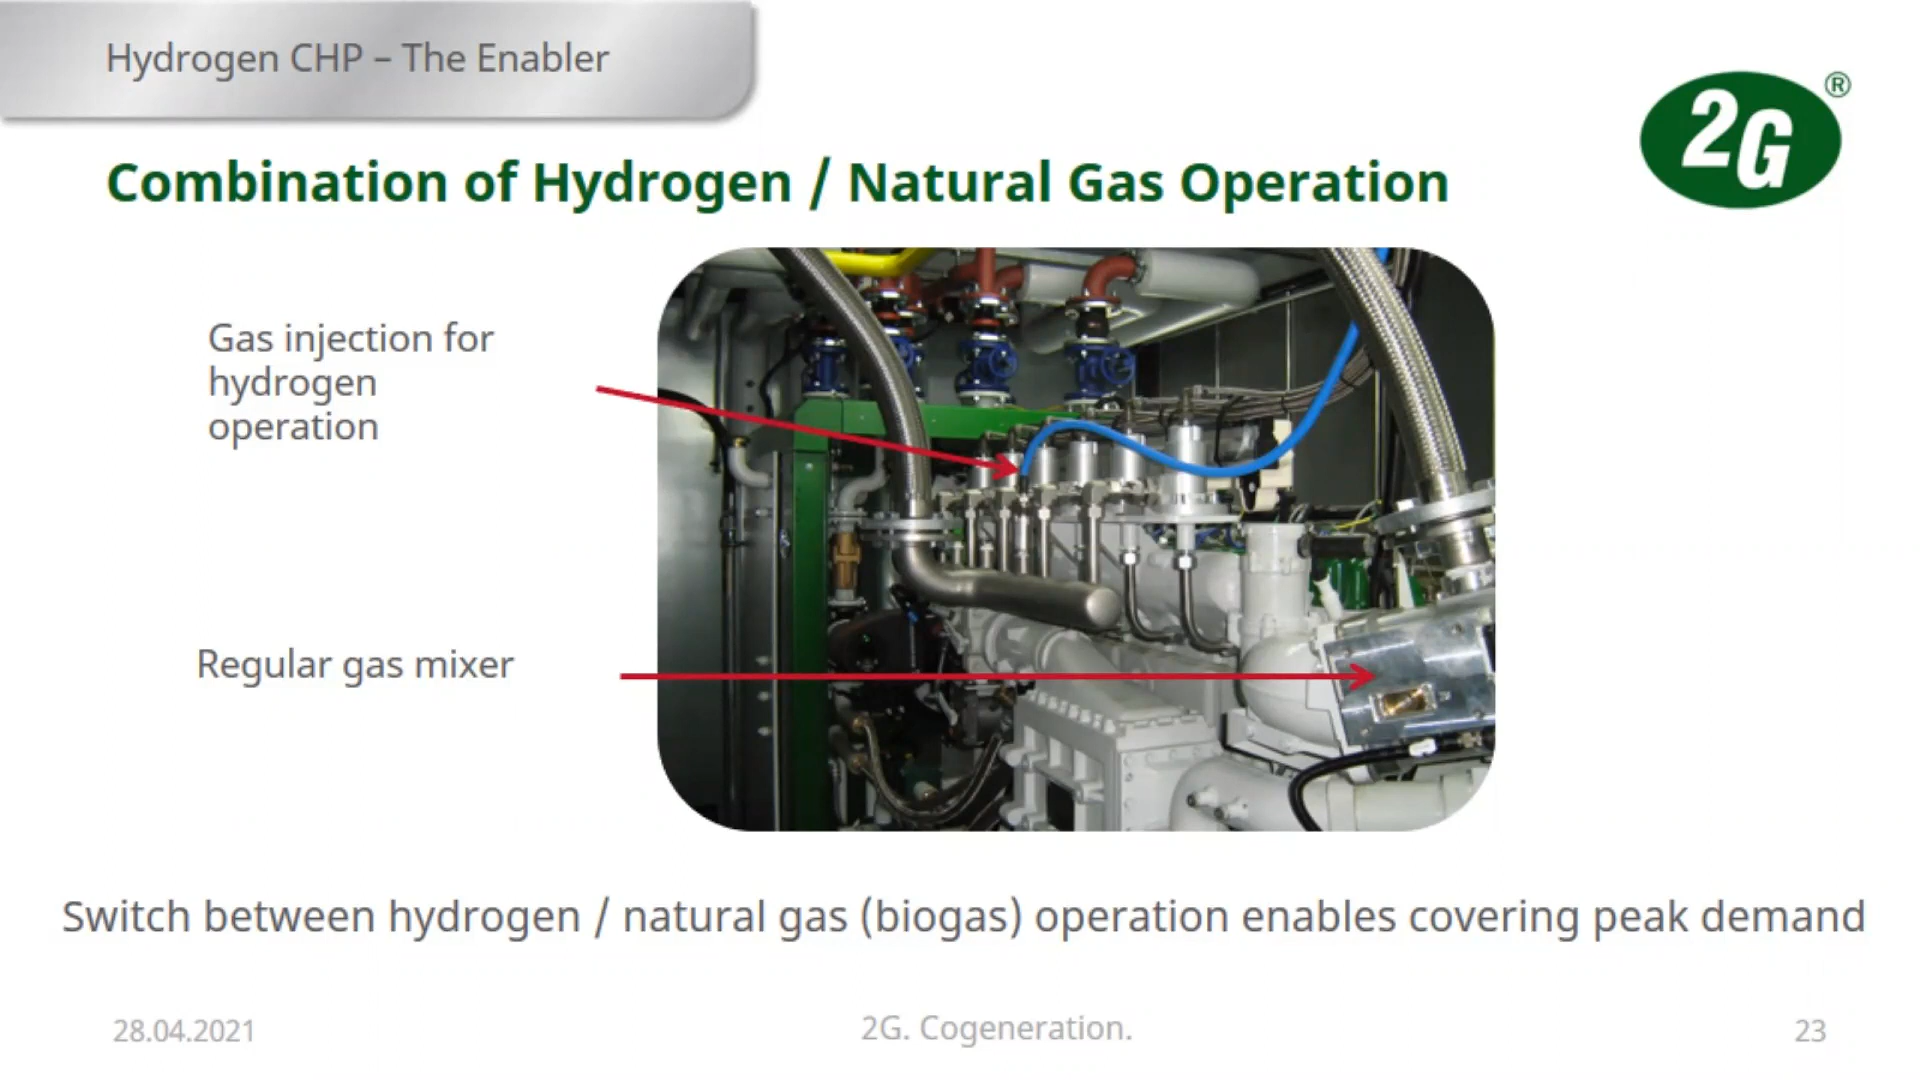 Hydrogen CHP – The Enabler
2G®
Combination of Hydrogen / Natural Gas Operation
Gas injection for
hydrogen
operation
Regular gas mixer
Switch between hydrogen / natural gas (biogas) operation enables covering peak demand
28.04.2021
2G. Cogeneration.
23